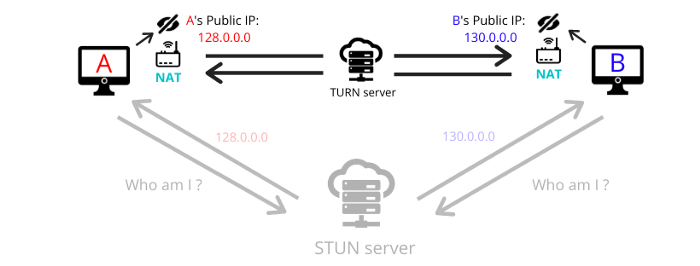 A's Public IP:
128.0.0.0
B's Public IP:
130.0.0.0
A
NAT
TURN server
NAT
B
128.0.0.0
130.0.0.0
Who am I ?
Who am I ?
STUN server